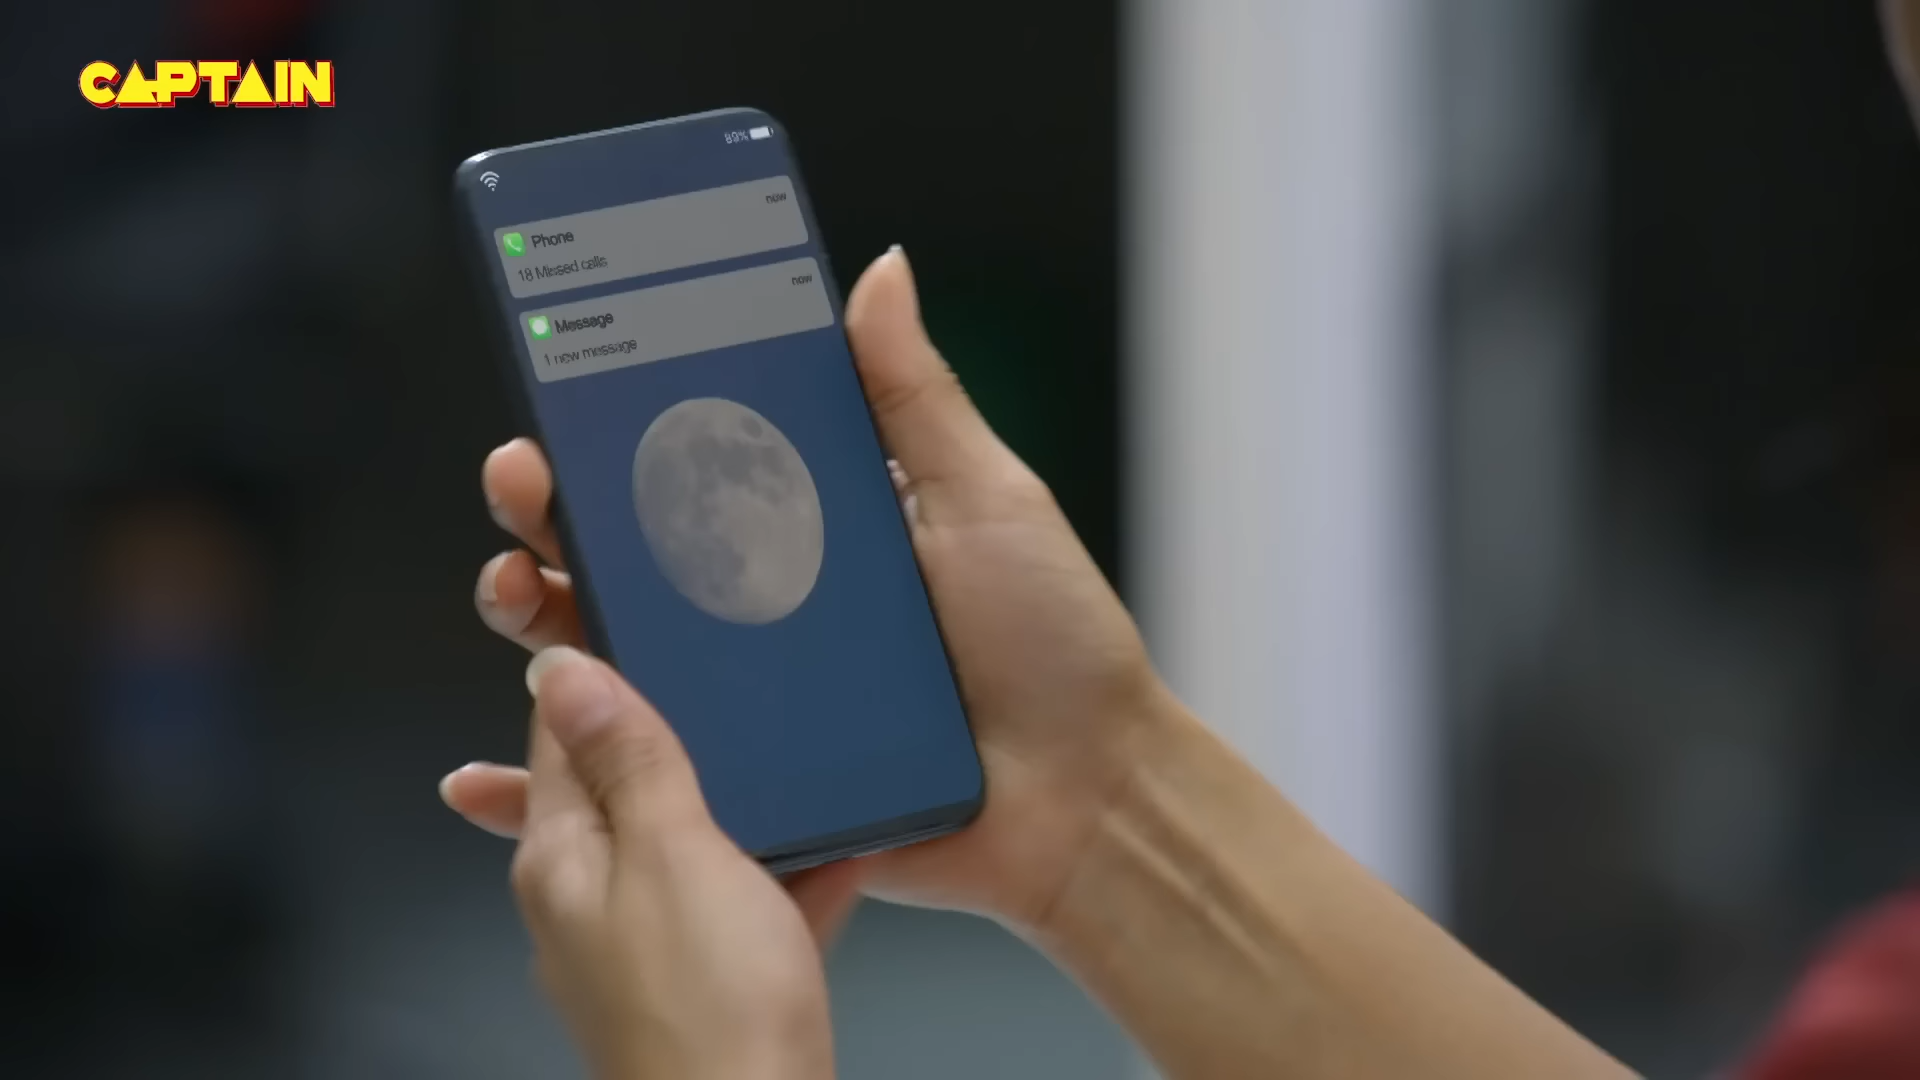 CAPTAIN
89%
now
Phone
18 Missed calls
now
Message
1 new message